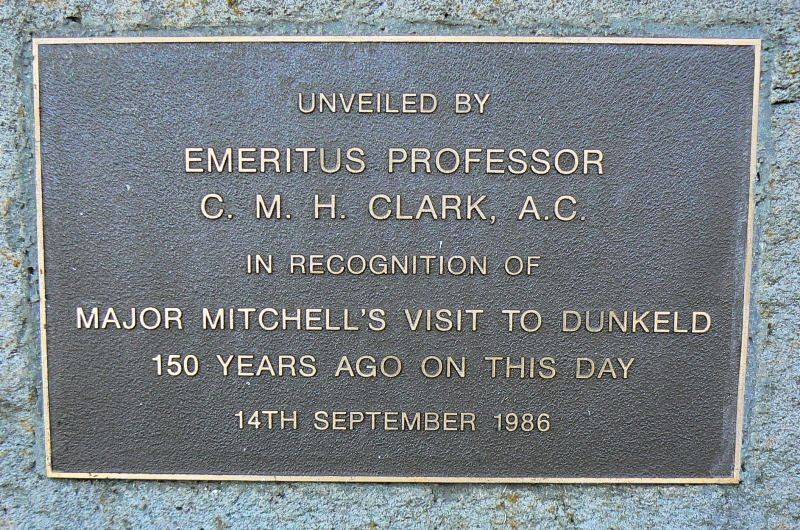 UNVEILED BY
EMERITUS PROFESSOR
C. M. H. CLARK, A.C.
IN RECOGNITION OF
MAJOR MITCHELL'S VISIT TO DUNKELD
150 YEARS AGO ON THIS DAY
14TH SEPTEMBER 1986